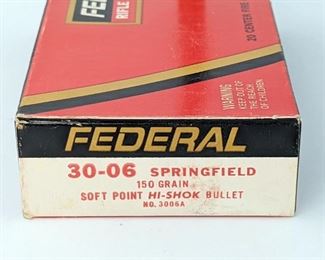 FE
RIFLE
20 CENTER FIRE
WARNING
KEEP OUT OF
THE REACH
OF CHILDREN
FEDERAL
30-06 SPRINGFIELD
150 GRAIN
SOFT POINT HI-SHOK BULLET
NO. 3006A